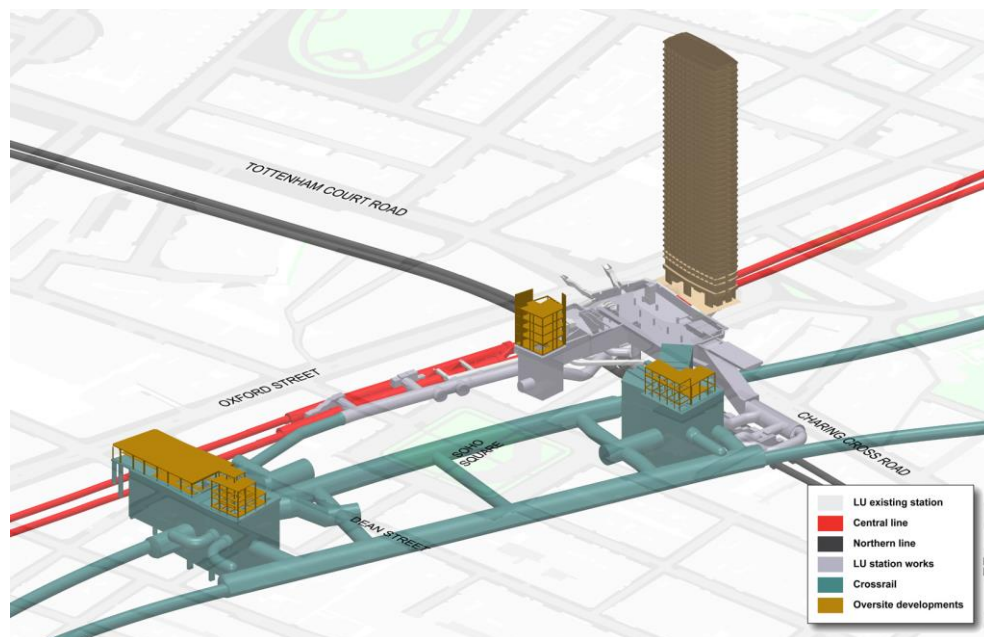 TOTTENHAM COURT ROAD
OXFORD STREET
SOHO
SQUARE
CHARING CROSS ROAD
DEAN STREET
LU existing station
Central line
Northern line
LU station works
Crossrail
Oversite developments